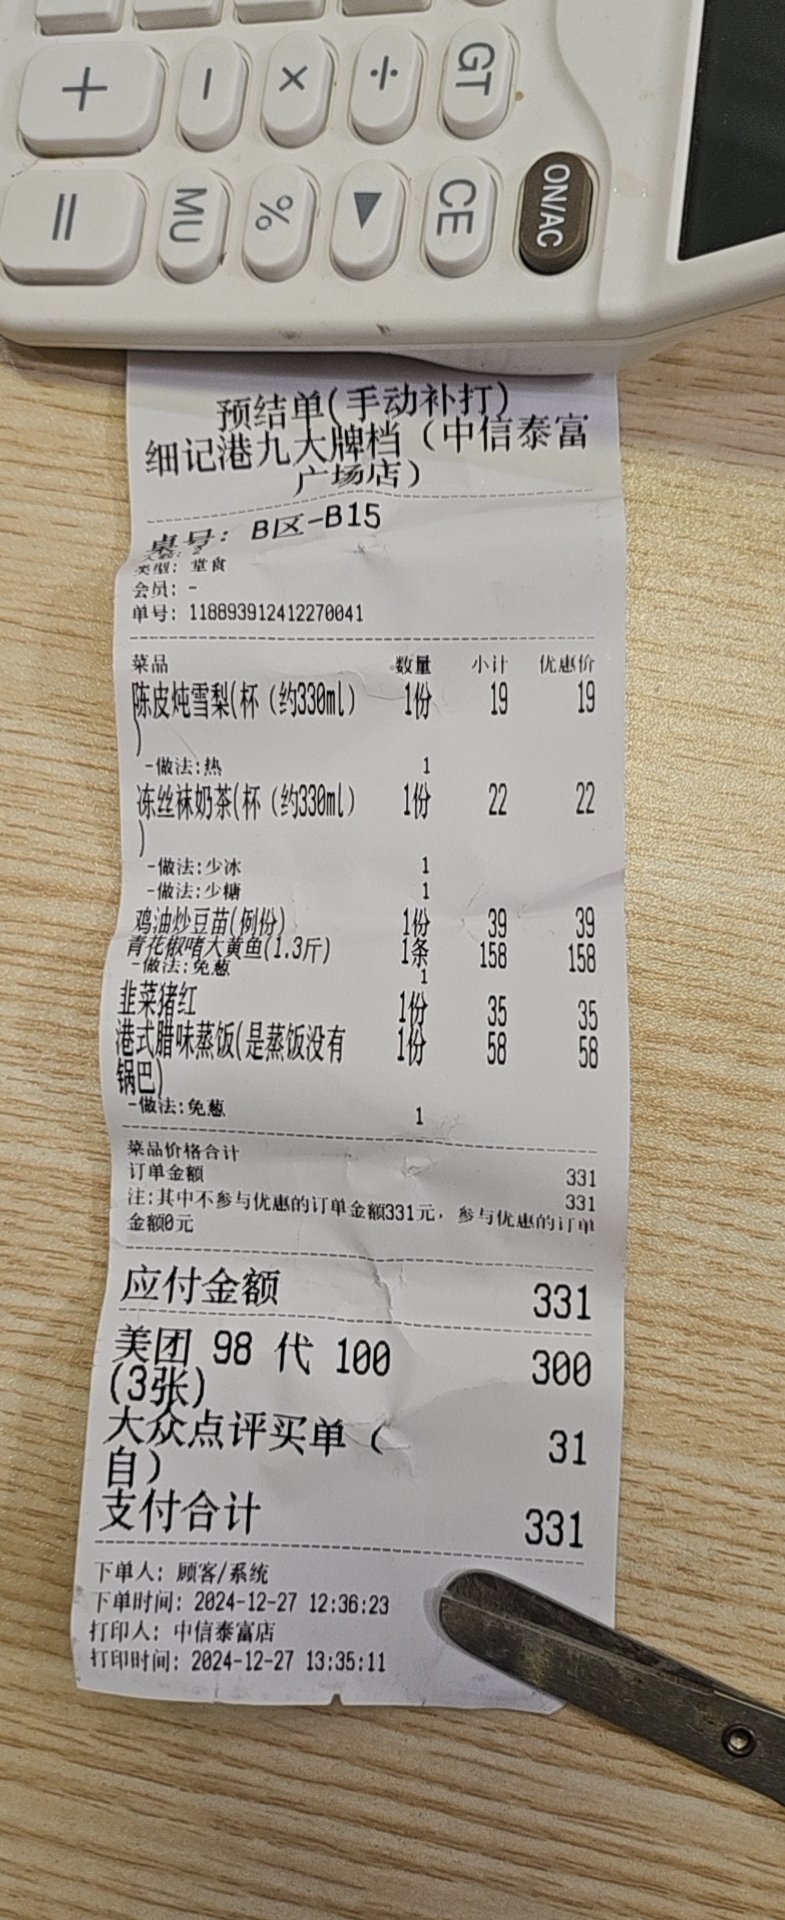 GT
÷
×
−
+
ON/AC
CE
▶
%
MU
=
预结单(手动补打)
细记港九大牌档（中信泰富
广场店）
桌号: B区-B15
类型: 堂食
会员: -
单号: 118893912412270041
菜品 数量 小计 优惠价
陈皮炖雪梨(杯（约330ml） 1份 19 19
)
-做法:热 1
冻丝袜奶茶(杯（约330ml） 1份 22 22
)
-做法:少冰 1
-做法:少糖 1
鸡油炒豆苗(例份) 1份 39 39
青花椒啫大黄鱼(1.3斤) 1条 158 158
-做法:免葱 1
韭菜猪红 1份 35 35
港式腊味蒸饭(是蒸饭没有 1份 58 58
锅巴)
-做法:免葱 1
菜品价格合计 331
订单金额 331
注:其中不参与优惠的订单金额331元，参与优惠的订单
金额0元
应付金额 331
美团 98 代 100 300
(3张)
大众点评买单（ 31
自）
支付合计 331
下单人: 顾客/系统
下单时间: 2024-12-27 12:36:23
打印人: 中信泰富店
打印时间: 2024-12-27 13:35:11